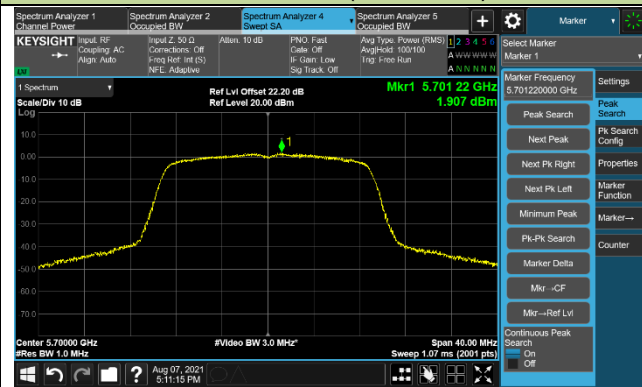 Spectrum Analyzer 1
Channel Power
Spectrum Analyzer 2
Occupied BW
Spectrum Analyzer 4
Swept SA
Spectrum Analyzer 5
Occupied BW
+
Marker
KEYSIGHT
Input: RF
Coupling: AC
Align: Auto
Input Z: 50 Ω
Corrections: Off
Freq Ref: Int (S)
NFE: Adaptive
Atten: 10 dB
PNO: Fast
Gate: Off
IF Gain: Low
Sig Track: Off
Avg Type: Power (RMS)
Avg|Hold: 100/100
Trig: Free Run
1 2 3 4 5 6
A W W W W W
A N N N N N
Select Marker
Marker 1
1 Spectrum
Scale/Div 10 dB
Log
Ref Lvl Offset 22.20 dB
Ref Level 20.00 dBm
Mkr1 5.701 22 GHz
1.907 dBm
Marker Frequency
5.701220000 GHz
Settings
Peak Search
Peak
Search
Next Peak
Pk Search
Config
Next Pk Right
Properties
Next Pk Left
Marker
Function
Minimum Peak
Marker→
Pk-Pk Search
Counter
Marker Delta
Mkr→CF
Mkr→Ref Lvl
Continuous Peak
Search
On
Off
10.0
0.00
-10.0
-20.0
-30.0
-40.0
-50.0
-60.0
-70.0
1
Center 5.70000 GHz
#Res BW 1.0 MHz
#Video BW 3.0 MHz*
Span 40.00 MHz
Sweep 1.07 ms (2001 pts)
?
Aug 07, 2021
5:11:15 PM